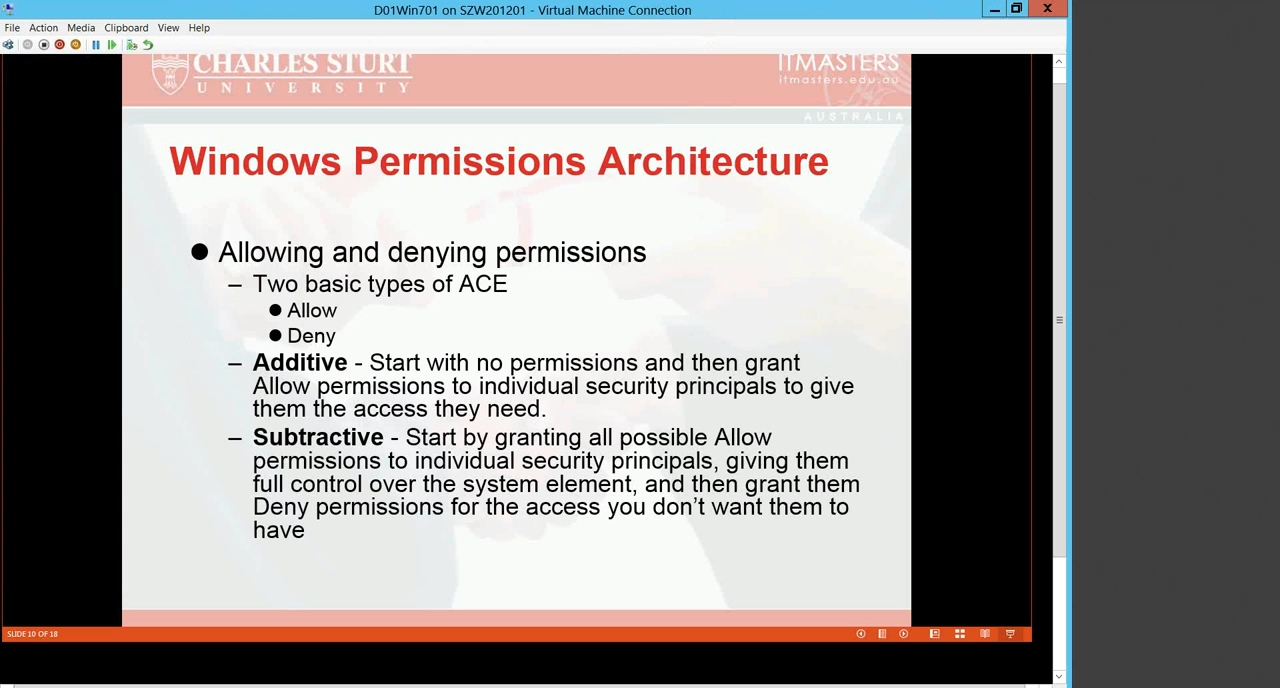 D01Win701 on SZW201201 - Virtual Machine Connection
File Action Media Clipboard View Help
CHARLES STURT
UNIVERSITY
ITMASTERS
itmasters.edu.au
AUSTRALIA
Windows Permissions Architecture
● Allowing and denying permissions
– Two basic types of ACE
● Allow
● Deny
– Additive - Start with no permissions and then grant
Allow permissions to individual security principals to give
them the access they need.
– Subtractive - Start by granting all possible Allow
permissions to individual security principals, giving them
full control over the system element, and then grant them
Deny permissions for the access you don’t want them to
have
SLIDE 10 OF 18